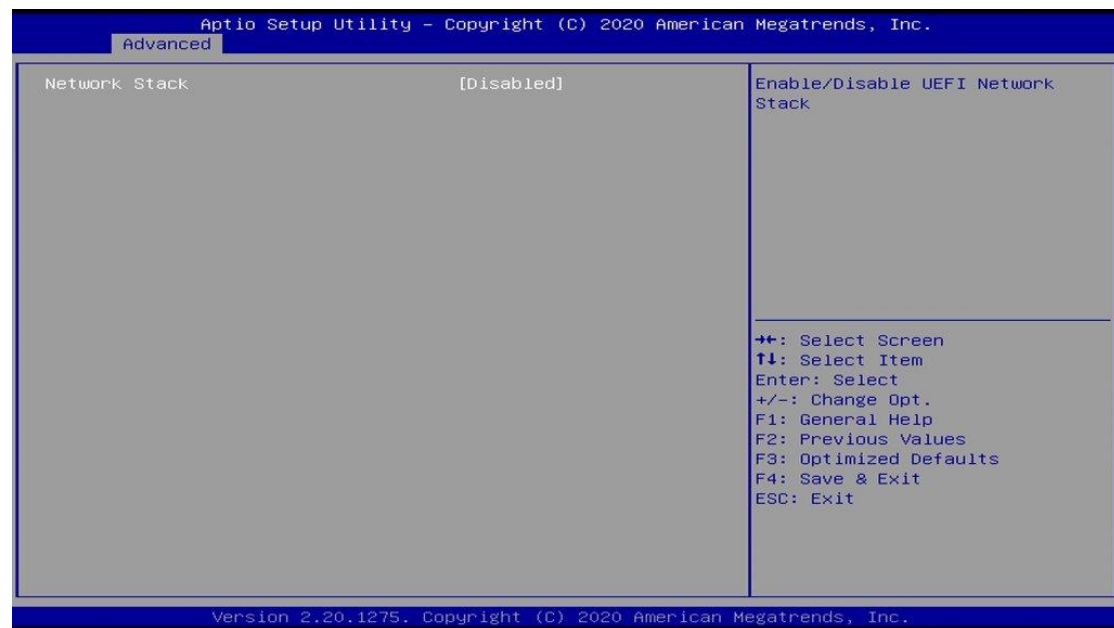 Aptio Setup Utility – Copyright (C) 2020 American Megatrends, Inc.
Advanced
Network Stack [Disabled]
Enable/Disable UEFI Network
Stack
→←: Select Screen
↑↓: Select Item
Enter: Select
+/-: Change Opt.
F1: General Help
F2: Previous Values
F3: Optimized Defaults
F4: Save & Exit
ESC: Exit
Version 2.20.1275. Copyright (C) 2020 American Megatrends, Inc.